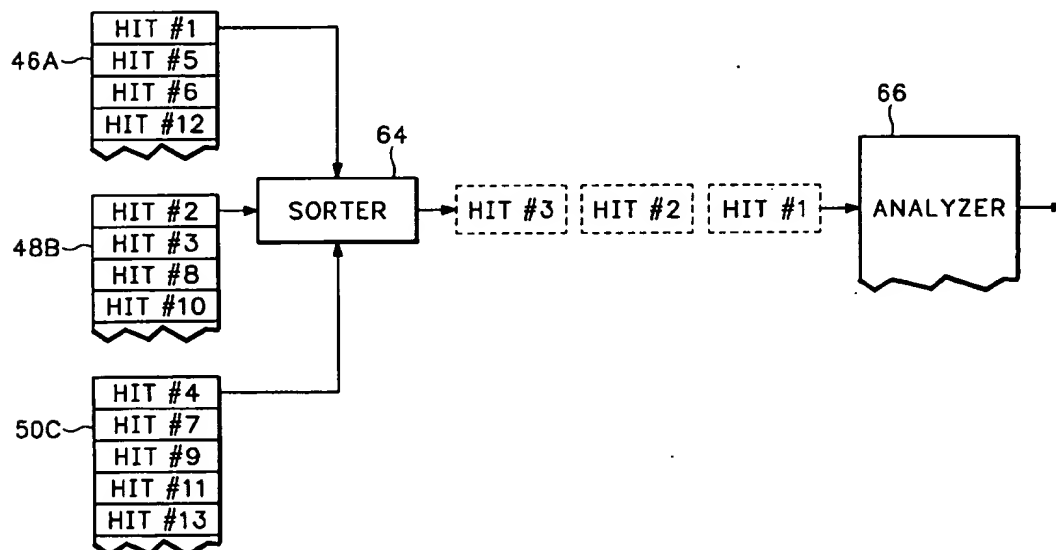 46A
HIT #1
HIT #5
HIT #6
HIT #12
48B
HIT #2
HIT #3
HIT #8
HIT #10
50C
HIT #4
HIT #7
HIT #9
HIT #11
HIT #13
64
SORTER
HIT #3 HIT #2 HIT #1
66
ANALYZER